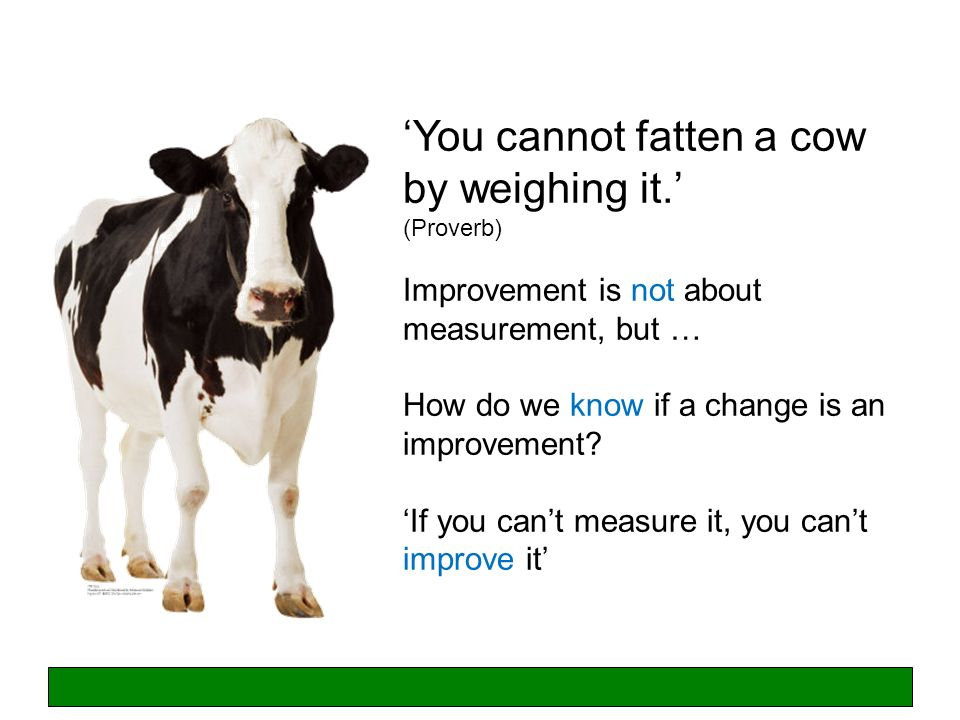 ‘You cannot fatten a cow
by weighing it.’
(Proverb)
Improvement is not about
measurement, but …
How do we know if a change is an
improvement?
‘If you can’t measure it, you can’t
improve it’